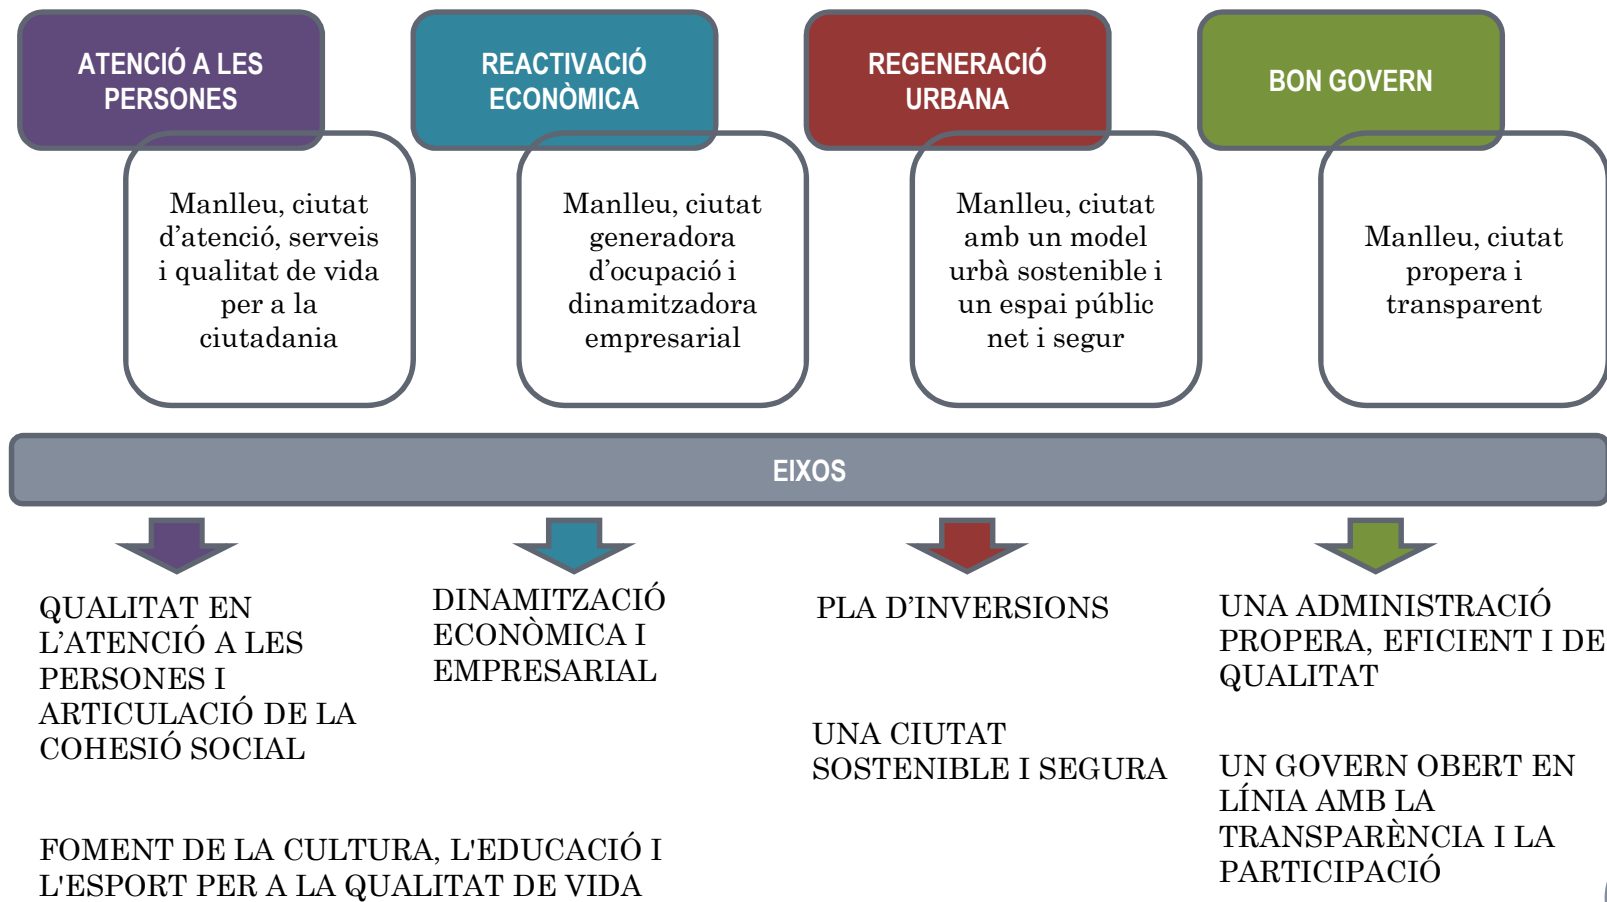 ATENCIÓ A LES
PERSONES
Manlleu, ciutat
d’atenció, serveis
i qualitat de vida
per a la
ciutadania
REACTIVACIÓ
ECONÒMICA
Manlleu, ciutat
generadora
d’ocupació i
dinamitzadora
empresarial
REGENERACIÓ
URBANA
Manlleu, ciutat
amb un model
urbà sostenible i
un espai públic
net i segur
BON GOVERN
Manlleu, ciutat
propera i
transparent
EIXOS
QUALITAT EN
L’ATENCIÓ A LES
PERSONES I
ARTICULACIÓ DE LA
COHESIÓ SOCIAL
FOMENT DE LA CULTURA, L'EDUCACIÓ I
L'ESPORT PER A LA QUALITAT DE VIDA
DINAMITZACIÓ
ECONÒMICA I
EMPRESARIAL
PLA D’INVERSIONS
UNA CIUTAT
SOSTENIBLE I SEGURA
UNA ADMINISTRACIÓ
PROPERA, EFICIENT I DE
QUALITAT
UN GOVERN OBERT EN
LÍNIA AMB LA
TRANSPARÈNCIA I LA
PARTICIPACIÓ